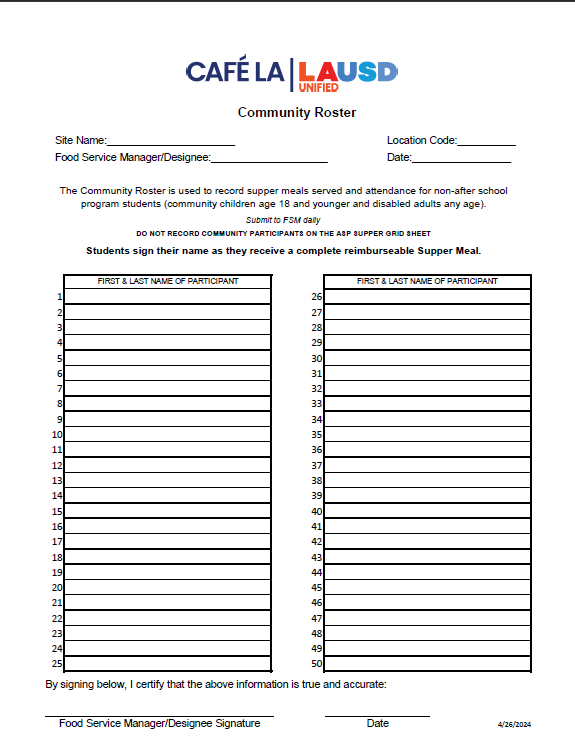 CAFÉ LA LAUSD
UNIFIED
Community Roster
Site Name:_____________________ Location Code:__________
Food Service Manager/Designee:___________________ Date:________________
The Community Roster is used to record supper meals served and attendance for non-after school
program students (community children age 18 and younger and disabled adults any age).
Submit to FSM daily
DO NOT RECORD COMMUNITY PARTICIPANTS ON THE ASP SUPPER GRID SHEET
Students sign their name as they receive a complete reimburseable Supper Meal.
FIRST & LAST NAME OF PARTICIPANT FIRST & LAST NAME OF PARTICIPANT
1 26
2 27
3 28
4 29
5 30
6 31
7 32
8 33
9 34
10 35
11 36
12 37
13 38
14 39
15 40
16 41
17 42
18 43
19 44
20 45
21 46
22 47
23 48
24 49
25 50
By signing below, I certify that the above information is true and accurate:
Food Service Manager/Designee Signature Date 4/26/2024